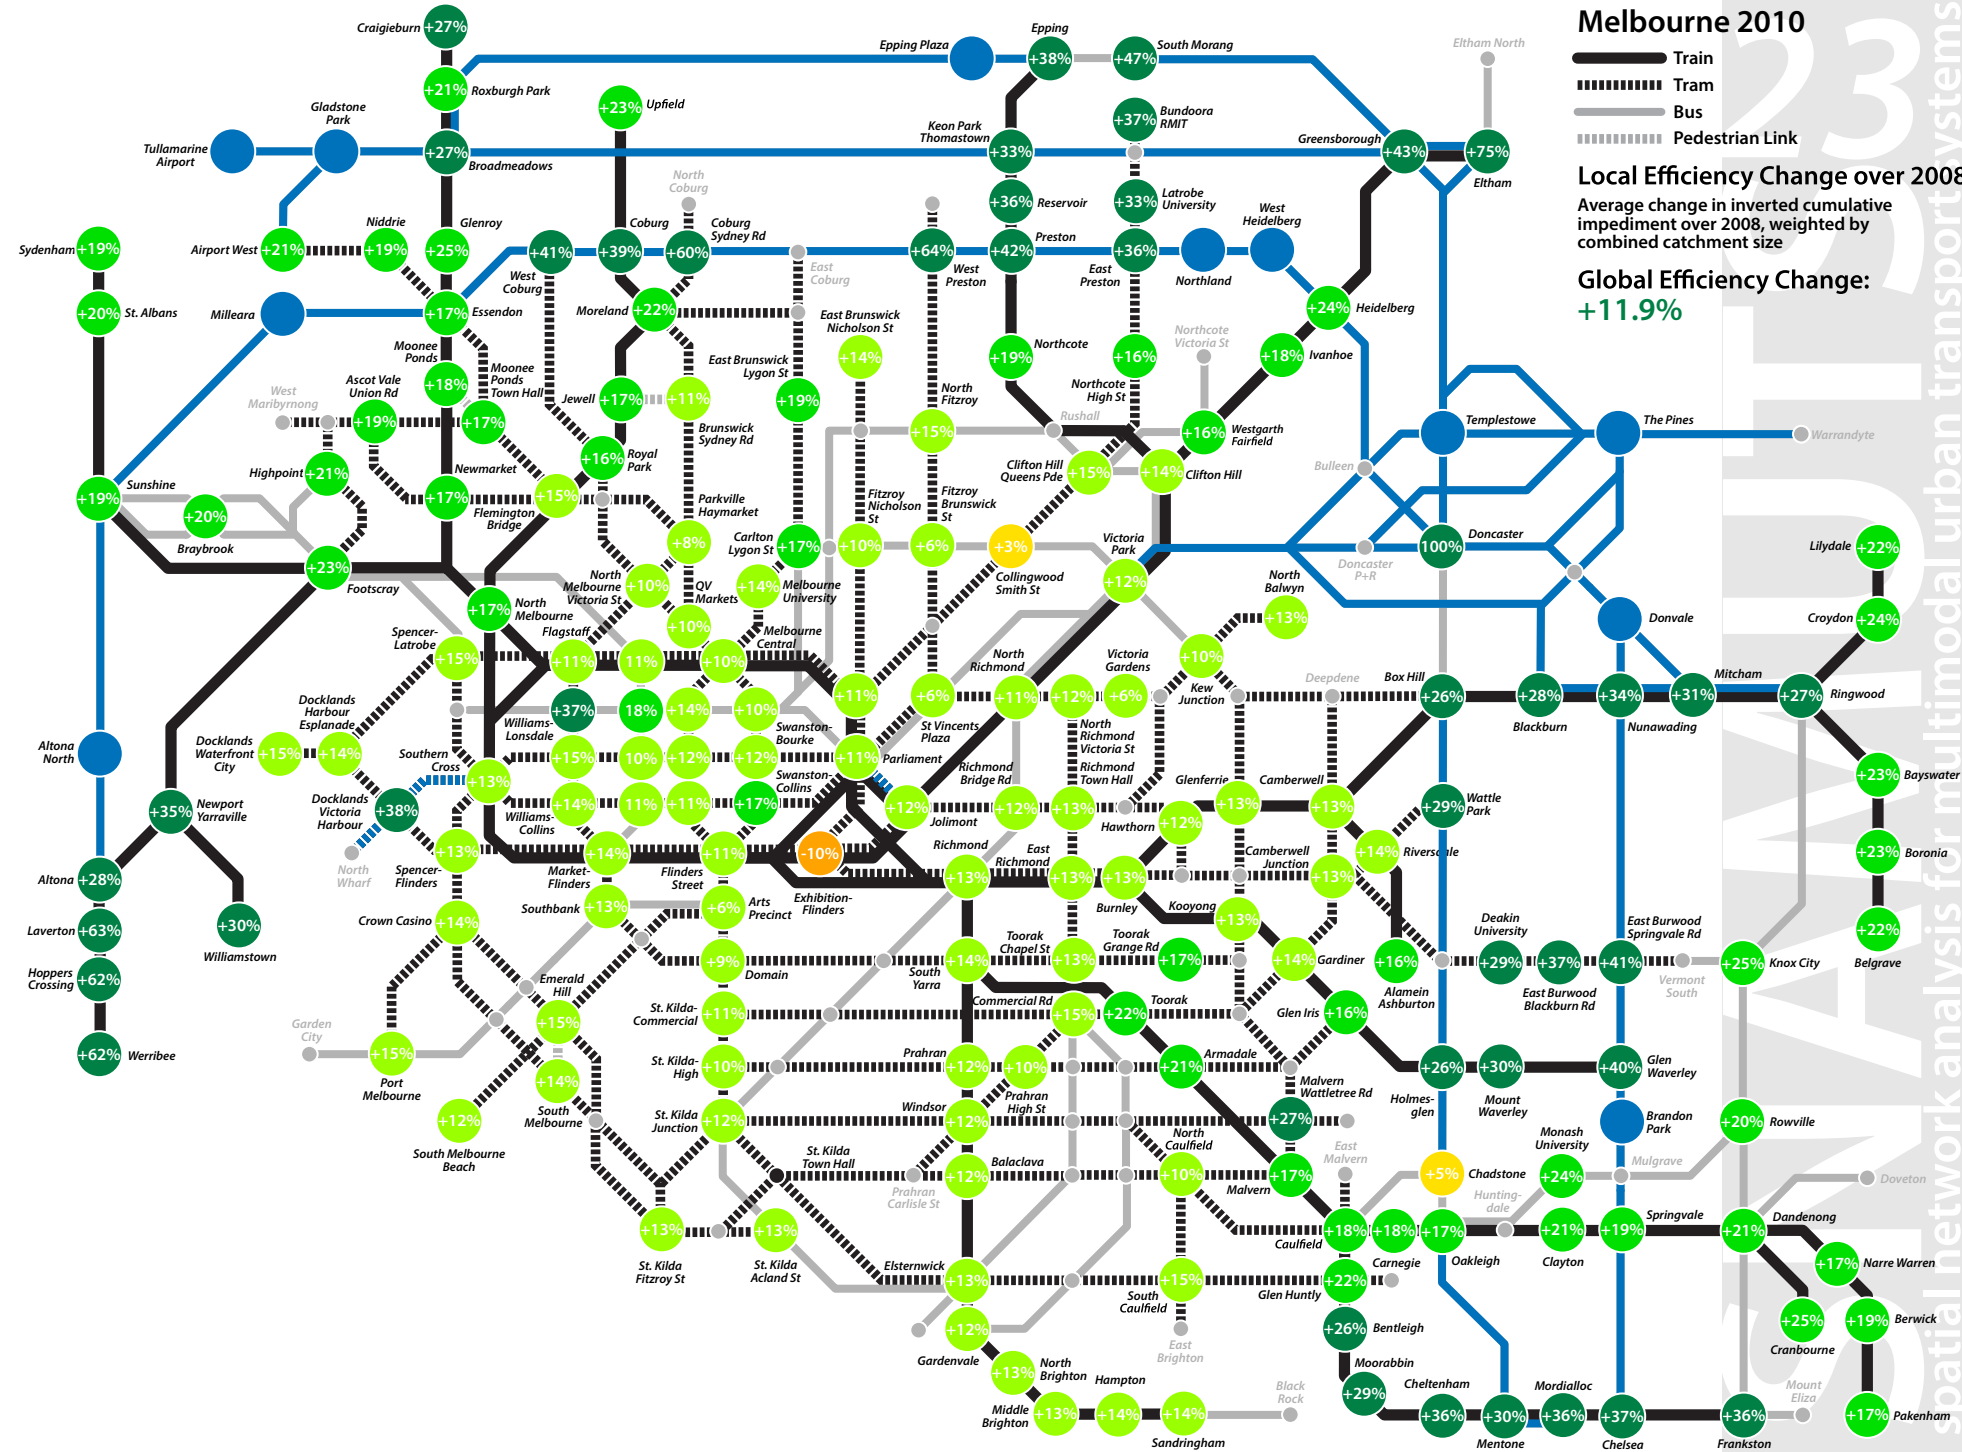 Melbourne 2010
Train
Tram
Bus
Pedestrian Link
Local Efficiency Change over 2008
Average change in inverted cumulative
impediment over 2008, weighted by
combined catchment size
Global Efficiency Change:
+11.9%
23
SNAMUTS
spatial network analysis for multimodal urban transport systems
Craigieburn
+27%
+21%
Roxburgh Park
Epping Plaza
Epping
+38%
South Morang
+47%
Eltham North
Gladstone
Park
Tullamarine
Airport
+27%
Broadmeadows
+23%
Upfield
Keon Park
Thomastown
+33%
+37%
Bundoora
RMIT
Greensborough
+43%
+75%
Eltham
North
Coburg
+36%
Reservoir
+33%
Latrobe
University
West
Heidelberg
Sydenham
+19%
Airport West
+21%
Niddrie
+19%
Glenroy
+25%
+41%
West
Coburg
Coburg
+39%
Coburg
Sydney Rd
+60%
East
Coburg
+64%
West
Preston
+42%
Preston
+36%
East
Preston
Northland
+20%
St. Albans
Milleara
+17%
Essendon
Moreland
+22%
+24%
Heidelberg
East Brunswick
Nicholson St
+14%
Northcote
Victoria St
+18%
Ivanhoe
Moonee
Ponds
+18%
Moonee
Ponds
Town Hall
+17%
Ascot Vale
Union Rd
+19%
West
Maribyrnong
Jewell
+17%
+11%
Brunswick
Sydney Rd
East Brunswick
Lygon St
+19%
+19%
Northcote
+16%
Northcote
High St
North
Fitzroy
+15%
Rushall
+16%
Westgarth
Fairfield
Templestowe
The Pines
Warrandyte
Highpoint
+21%
Newmarket
+17%
+15%
Flemington
Bridge
+16%
Royal
Park
Clifton Hill
Queens Pde
+15%
+14%
Clifton Hill
Bulleen
Sunshine
+19%
+20%
Braybrook
Parkville
Haymarket
+8%
Carlton
Lygon St
+17%
Fitzroy
Nicholson
St
+10%
Fitzroy
Brunswick
St
+6%
+3%
Collingwood
Smith St
Victoria
Park
+12%
Doncaster
P+R
100%
Doncaster
Lilydale
+22%
+23%
Footscray
+17%
North
Melbourne
North
Melbourne
Victoria St
+10%
QV
Markets
+10%
+14%
Melbourne
University
North
Balwyn
+13%
Donvale
Croydon
+24%
Spencer-
Latrobe
+15%
Flagstaff
+11%
11%
+10%
Melbourne
Central
+11%
+6%
St Vincents
Plaza
North
Richmond
+11%
+12%
North
Richmond
Victoria St
Victoria
Gardens
+6%
+10%
Kew
Junction
Deepdene
Box Hill
+26%
+28%
Blackburn
+34%
Nunawading
+31%
Mitcham
+27%
Ringwood
Docklands
Harbour
Esplanade
+14%
Docklands
Waterfront
City
+15%
Williams-
Lonsdale
+37%
18%
+14%
+10%
Swanston-
Bourke
Altona
North
Southern
Cross
+13%
+15%
10%
+12%
+12%
+11%
Parliament
Swanston-
Collins
+17%
+14%
11%
+11%
Williams-
Collins
Docklands
Victoria
Harbour
+38%
North
Wharf
+12%
Jolimont
Richmond
Bridge Rd
+12%
Richmond
Town Hall
+13%
Hawthorn
+12%
Glenferrie
+13%
Camberwell
+13%
+29%
Wattle
Park
+23%
Bayswater
+35%
Newport
Yarraville
Spencer-
Flinders
+13%
Market-
Flinders
+14%
Flinders
Street
+11%
-10%
Exhibition-
Flinders
Richmond
+13%
East
Richmond
+13%
+13%
Burnley
Camberwell
Junction
+13%
+14%
Riversdale
+23%
Boronia
Altona
+28%
Laverton
+63%
Hoppers
Crossing
+62%
+62%
Werribee
+30%
Williamstown
Crown Casino
+14%
Southbank
+13%
+6%
Arts
Precinct
Kooyong
+13%
+22%
Belgrave
+9%
Domain
South
Yarra
+14%
Toorak
Chapel St
+13%
Toorak
Grange Rd
+17%
+14%
Gardiner
+16%
Alamein
Ashburton
Deakin
University
+29%
+37%
East Burwood
Blackburn Rd
East Burwood
Springvale Rd
+41%
Vermont
South
+25%
Knox City
Emerald
Hill
+15%
St. Kilda-
Commercial
+11%
Commercial Rd
+15%
Toorak
+22%
Glen Iris
+16%
Garden
City
+15%
Port
Melbourne
+14%
South
Melbourne
+12%
South Melbourne
Beach
St. Kilda-
High
+10%
Prahran
+12%
+10%
Prahran
High St
+21%
Armadale
Malvern
Wattletree Rd
+27%
+26%
Holmes-
glen
+30%
Mount
Waverley
+40%
Glen
Waverley
St. Kilda
Junction
+12%
Windsor
+12%
North
Caulfield
+10%
East
Malvern
Brandon
Park
+20%
Rowville
St. Kilda
Town Hall
Prahran
Carlisle St
Balaclava
+12%
Malvern
+17%
+5%
Chadstone
Monash
University
+24%
Mulgrave
Hunting-
dale
Doveton
+13%
St. Kilda
Fitzroy St
+13%
St. Kilda
Acland St
Caulfield
+18%
+18%
Carnegie
+17%
Oakleigh
+21%
Clayton
+19%
Springvale
+21%
Dandenong
+17%
Narre Warren
Elsternwick
+13%
+15%
South
Caulfield
Glen Huntly
+22%
+12%
Gardenvale
East
Brighton
+26%
Bentleigh
+25%
Cranbourne
+19%
Berwick
+13%
North
Brighton
Middle
Brighton
+13%
Hampton
+14%
+14%
Sandringham
Black
Rock
Moorabbin
+29%
Cheltenham
+36%
+30%
Mentone
Mordialloc
+36%
+37%
Chelsea
+36%
Frankston
Mount
Eliza
+17%
Pakenham